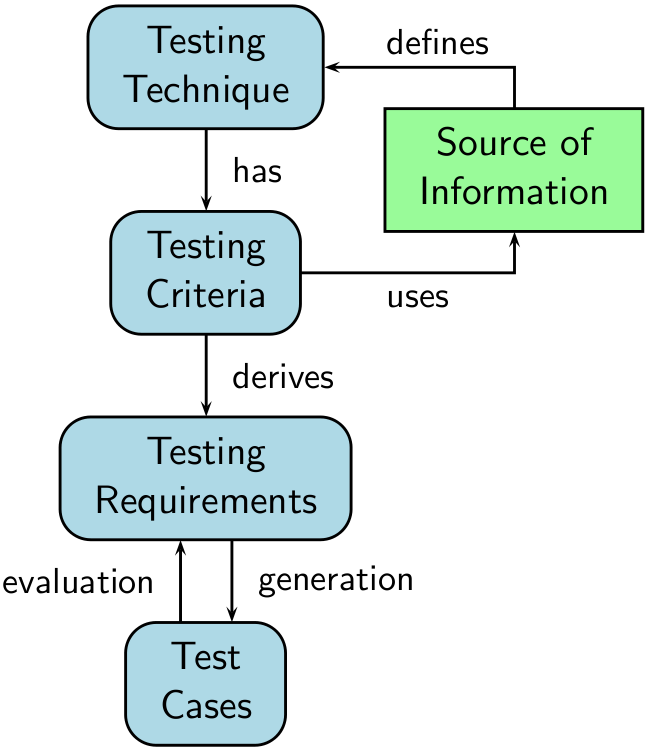 Testing
Technique
defines
Source of
Information
has
Testing
Criteria
uses
derives
Testing
Requirements
evaluation
generation
Test
Cases